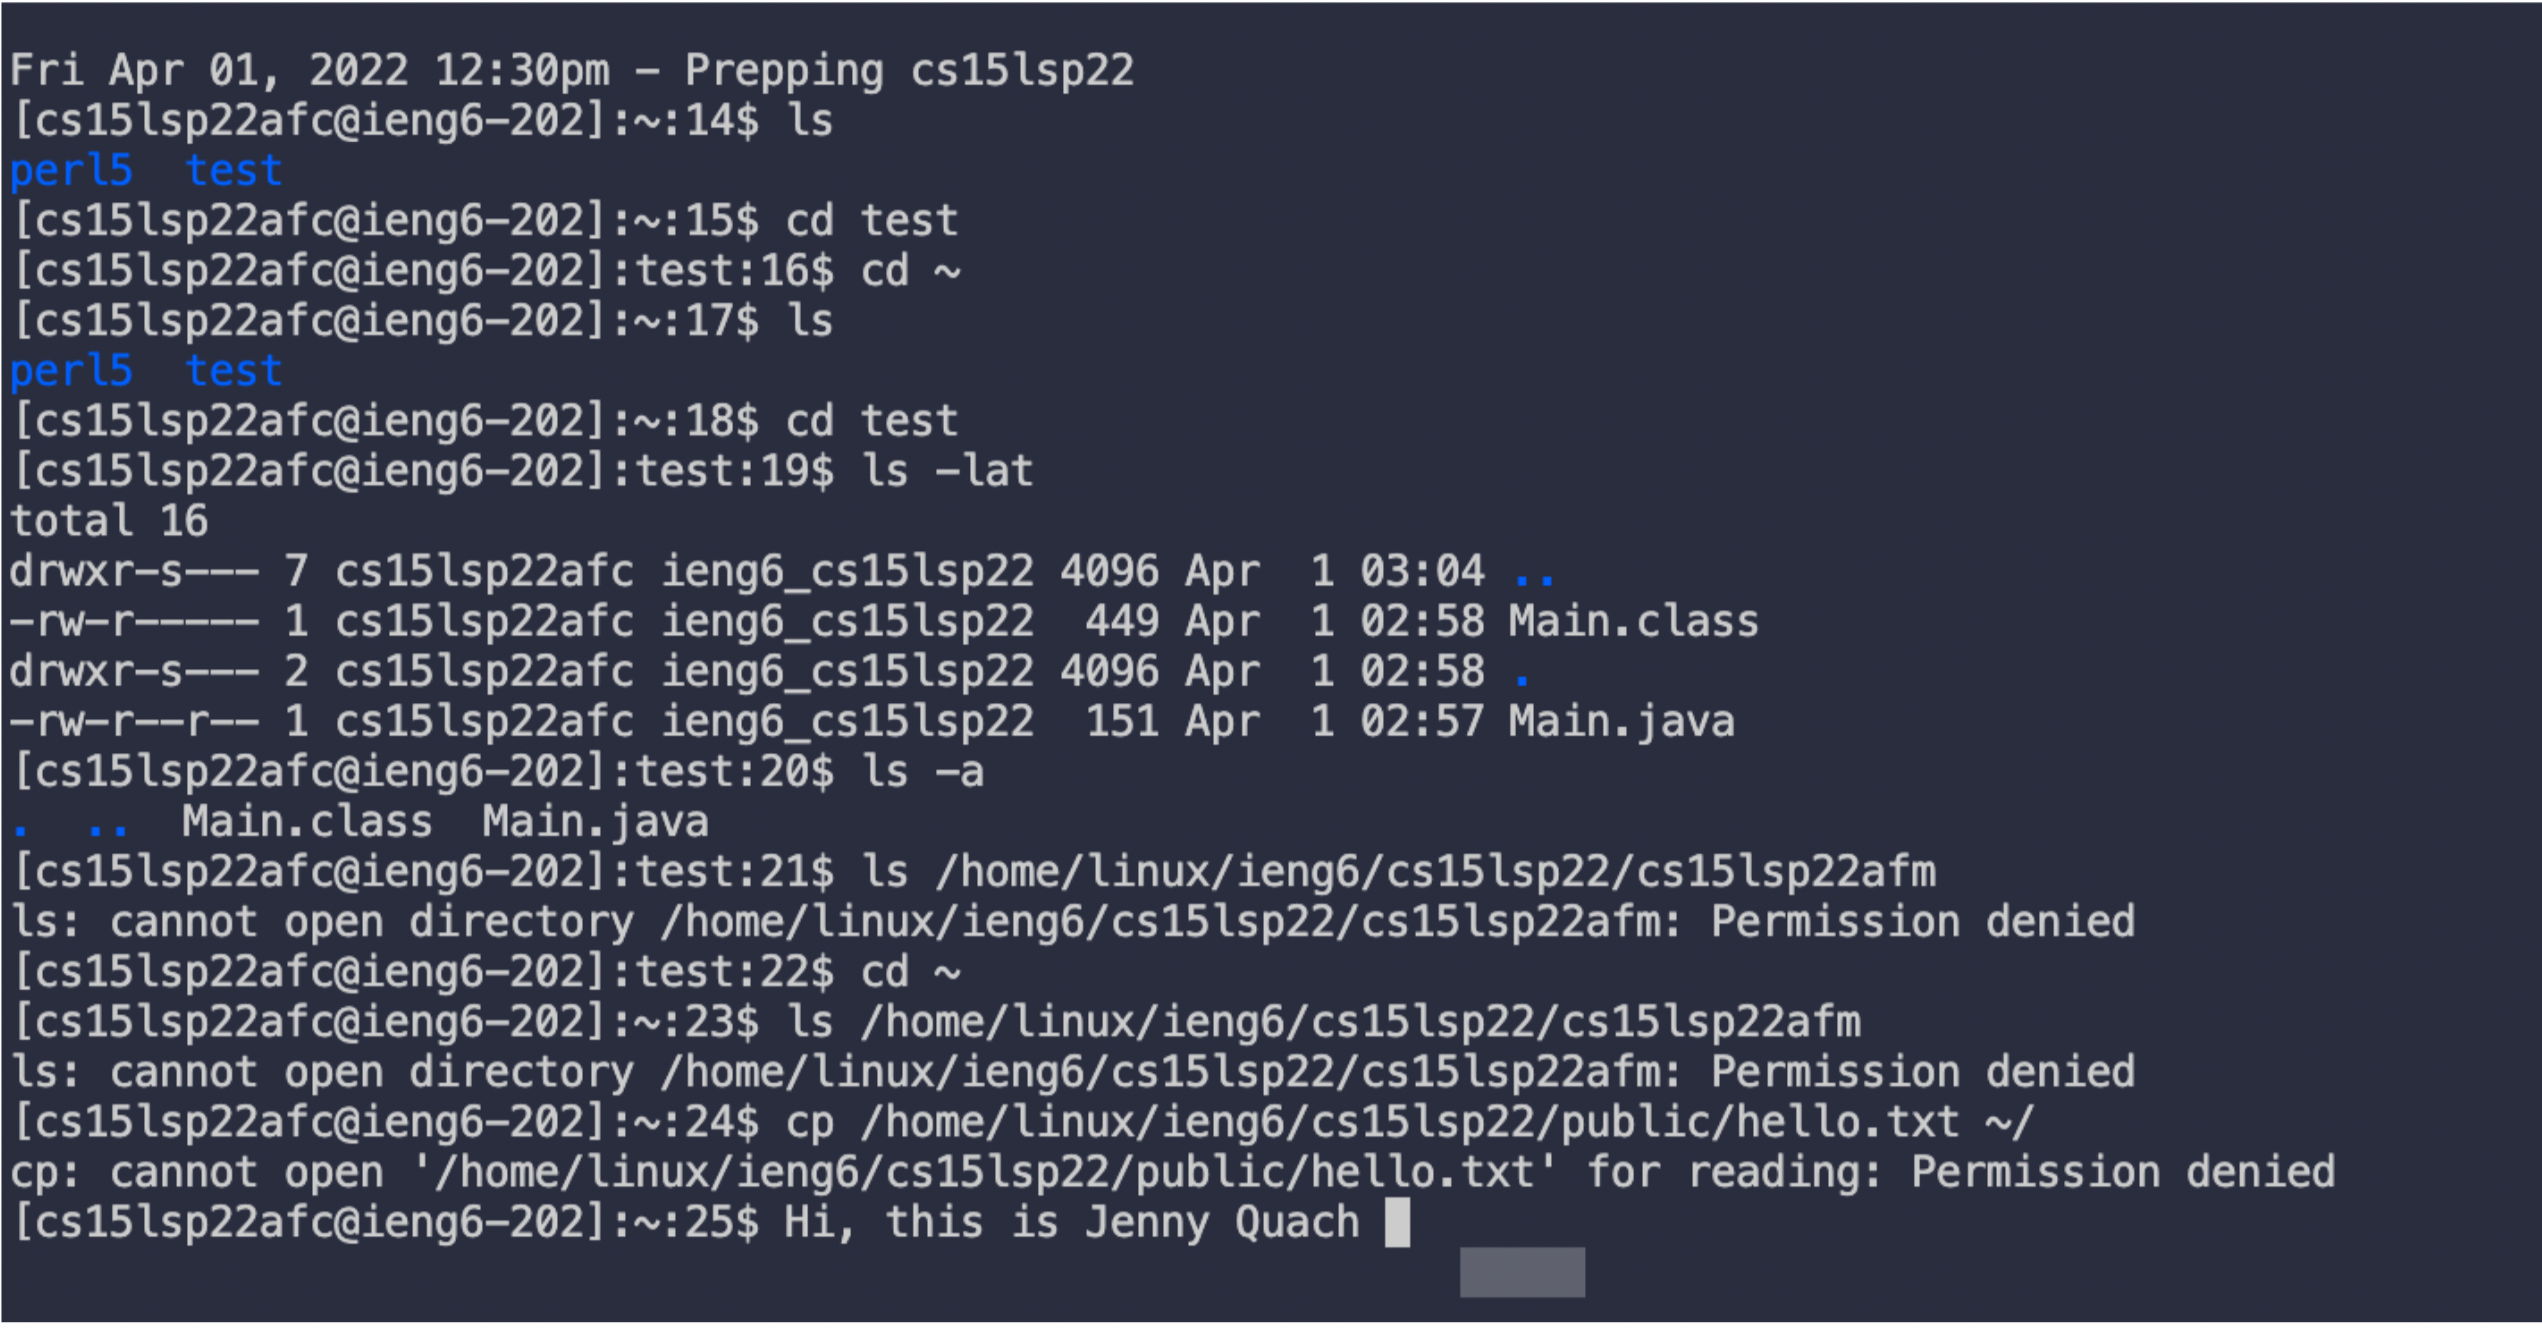 Fri Apr 01, 2022 12:30pm – Prepping cs15lsp22
[cs15lsp22afc@ieng6-202]:~:14$ ls
perl5  test
[cs15lsp22afc@ieng6-202]:~:15$ cd test
[cs15lsp22afc@ieng6-202]:test:16$ cd ~
[cs15lsp22afc@ieng6-202]:~:17$ ls
perl5  test
[cs15lsp22afc@ieng6-202]:~:18$ cd test
[cs15lsp22afc@ieng6-202]:test:19$ ls -lat
total 16
drwxr-s--- 7 cs15lsp22afc ieng6_cs15lsp22 4096 Apr  1 03:04 ..
-rw-r----- 1 cs15lsp22afc ieng6_cs15lsp22  449 Apr  1 02:58 Main.class
drwxr-s--- 2 cs15lsp22afc ieng6_cs15lsp22 4096 Apr  1 02:58 .
-rw-r--r-- 1 cs15lsp22afc ieng6_cs15lsp22  151 Apr  1 02:57 Main.java
[cs15lsp22afc@ieng6-202]:test:20$ ls -a
.  ..  Main.class  Main.java
[cs15lsp22afc@ieng6-202]:test:21$ ls /home/linux/ieng6/cs15lsp22/cs15lsp22afm
ls: cannot open directory /home/linux/ieng6/cs15lsp22/cs15lsp22afm: Permission denied
[cs15lsp22afc@ieng6-202]:test:22$ cd ~
[cs15lsp22afc@ieng6-202]:~:23$ ls /home/linux/ieng6/cs15lsp22/cs15lsp22afm
ls: cannot open directory /home/linux/ieng6/cs15lsp22/cs15lsp22afm: Permission denied
[cs15lsp22afc@ieng6-202]:~:24$ cp /home/linux/ieng6/cs15lsp22/public/hello.txt ~/
cp: cannot open '/home/linux/ieng6/cs15lsp22/public/hello.txt' for reading: Permission denied
[cs15lsp22afc@ieng6-202]:~:25$ Hi, this is Jenny Quach